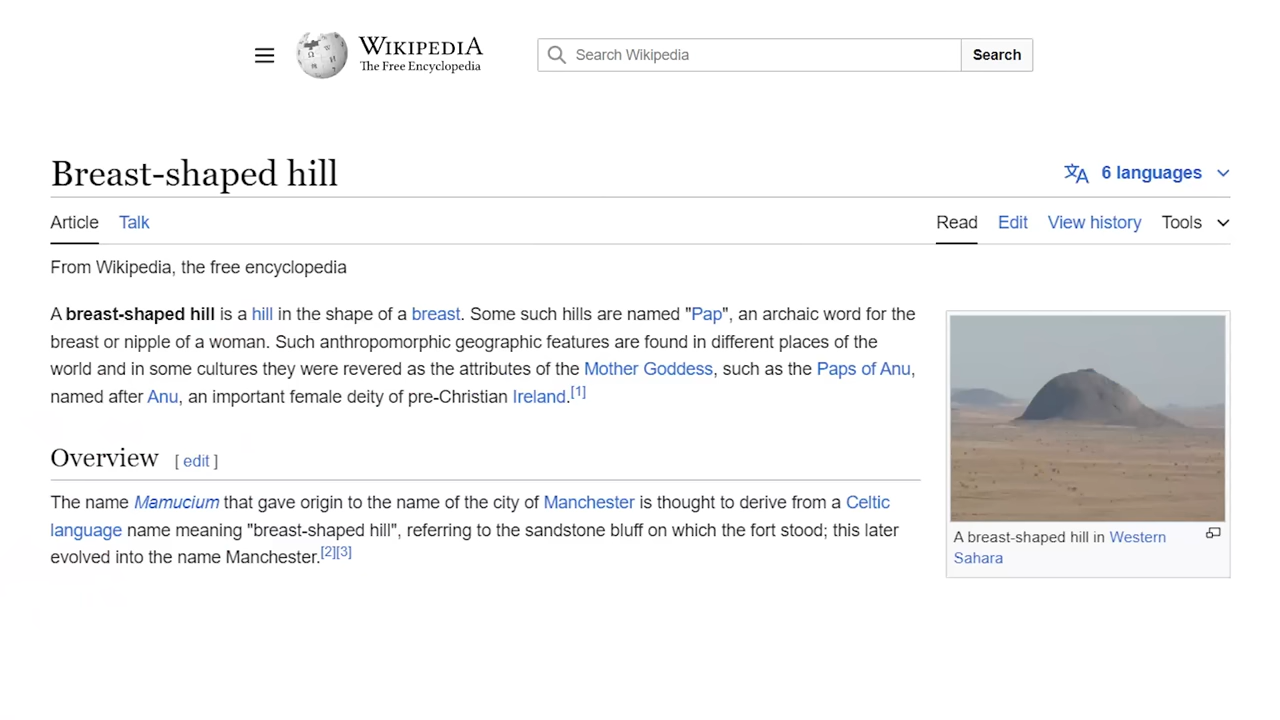 WIKIPEDIA
The Free Encyclopedia
Search Wikipedia
Search
Breast-shaped hill
6 languages
Article Talk
Read Edit View history Tools
From Wikipedia, the free encyclopedia
A breast-shaped hill is a hill in the shape of a breast. Some such hills are named "Pap", an archaic word for the
breast or nipple of a woman. Such anthropomorphic geographic features are found in different places of the
world and in some cultures they were revered as the attributes of the Mother Goddess, such as the Paps of Anu,
named after Anu, an important female deity of pre-Christian Ireland.[1]
Overview [ edit ]
The name Mamucium that gave origin to the name of the city of Manchester is thought to derive from a Celtic
language name meaning "breast-shaped hill", referring to the sandstone bluff on which the fort stood; this later
evolved into the name Manchester.[2][3]
A breast-shaped hill in Western
Sahara